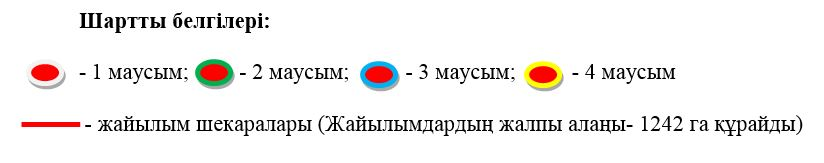 Шартты белгілері:
- 1 маусым; - 2 маусым; - 3 маусым; - 4 маусым
- жайылым шекаралары (Жайылымдардың жалпы алаңы- 1242 га құрайды)